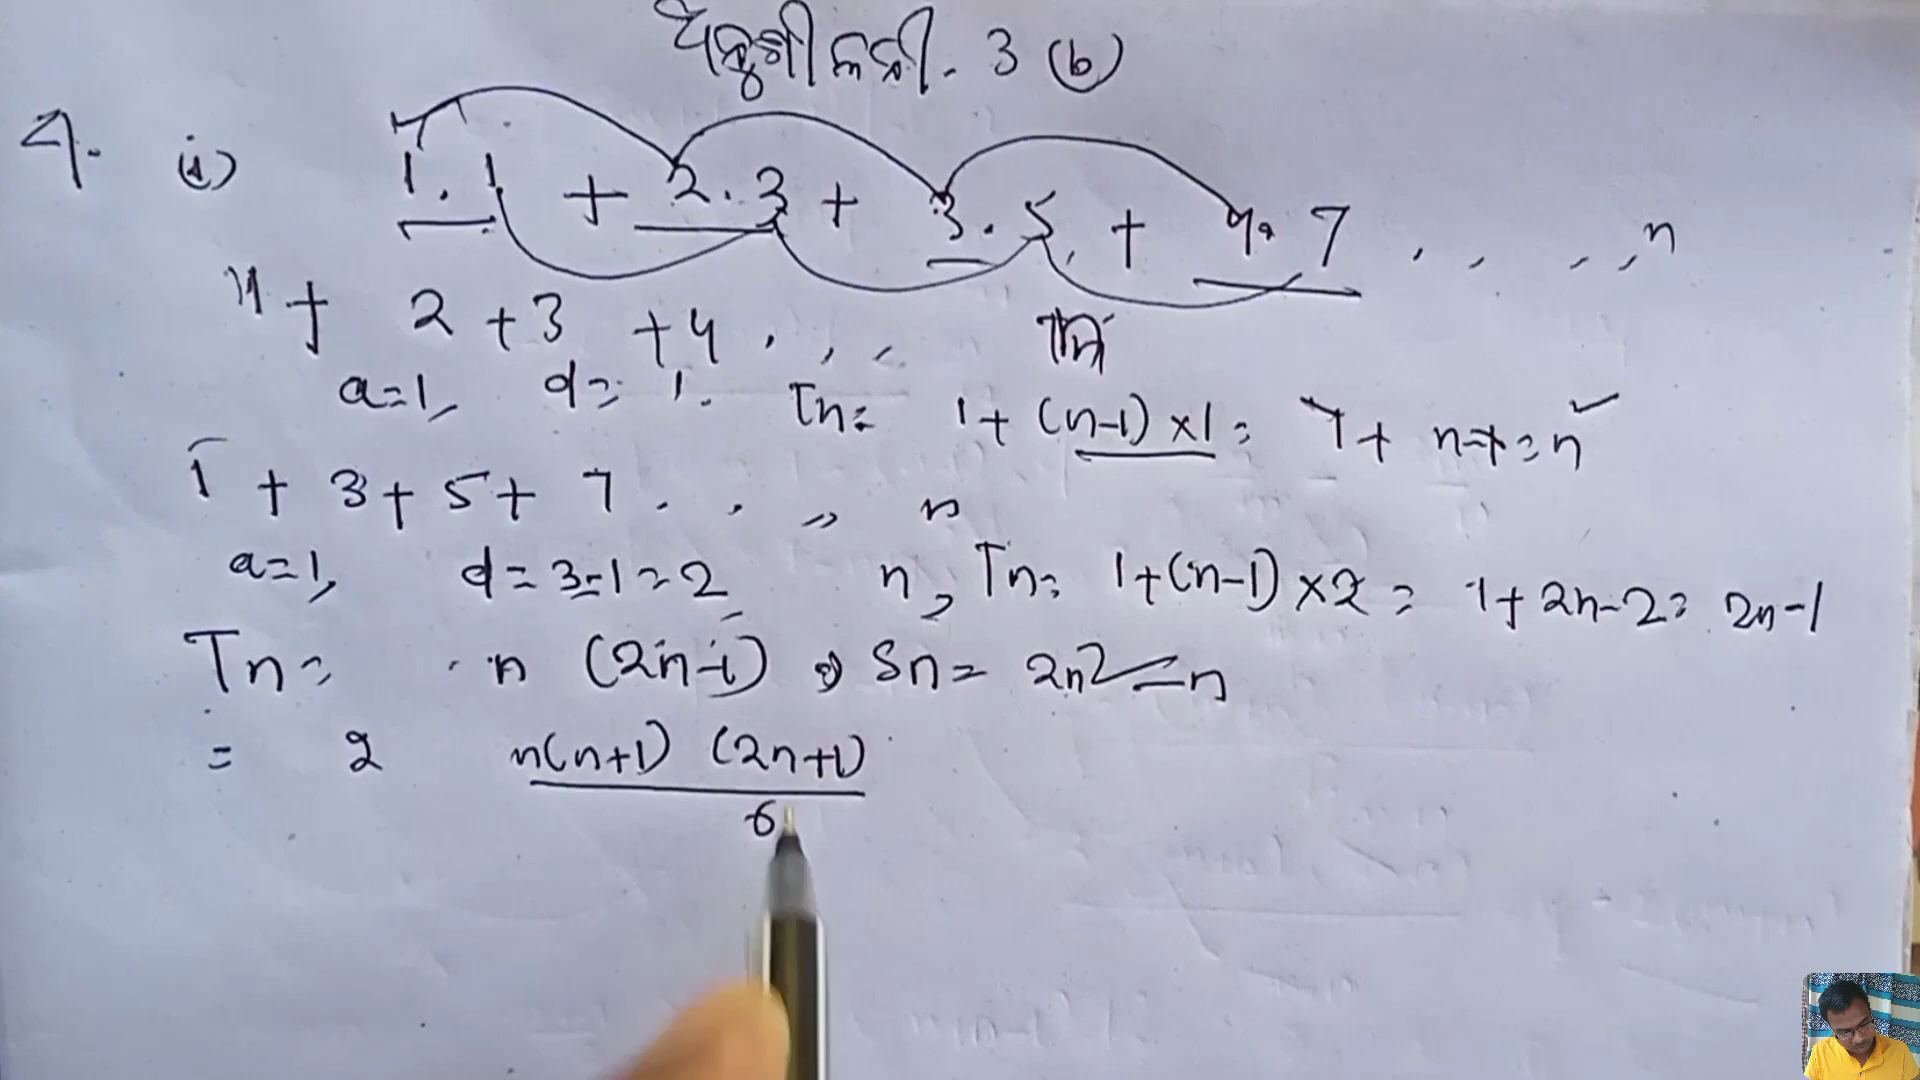 ଅନୁଶୀଳନୀ - 3 (b)
4. (i) 1.1 + 2.3 + 3.5 + 4.7 . . . . , n
1 + 2 + 3 + 4 . , ,
a=1, d= 1. Tn= 1+ (n-1) ×1= 1+ n-1=n
1 + 3 + 5 + 7 . . ,, n
a=1, d=3-1=2, n, Tn= 1+(n-1) ×2 = 1+2n-2= 2n-1
Tn= n (2n-1) Sn= 2n²-n
= 2 n(n+1) (2n+1)
6